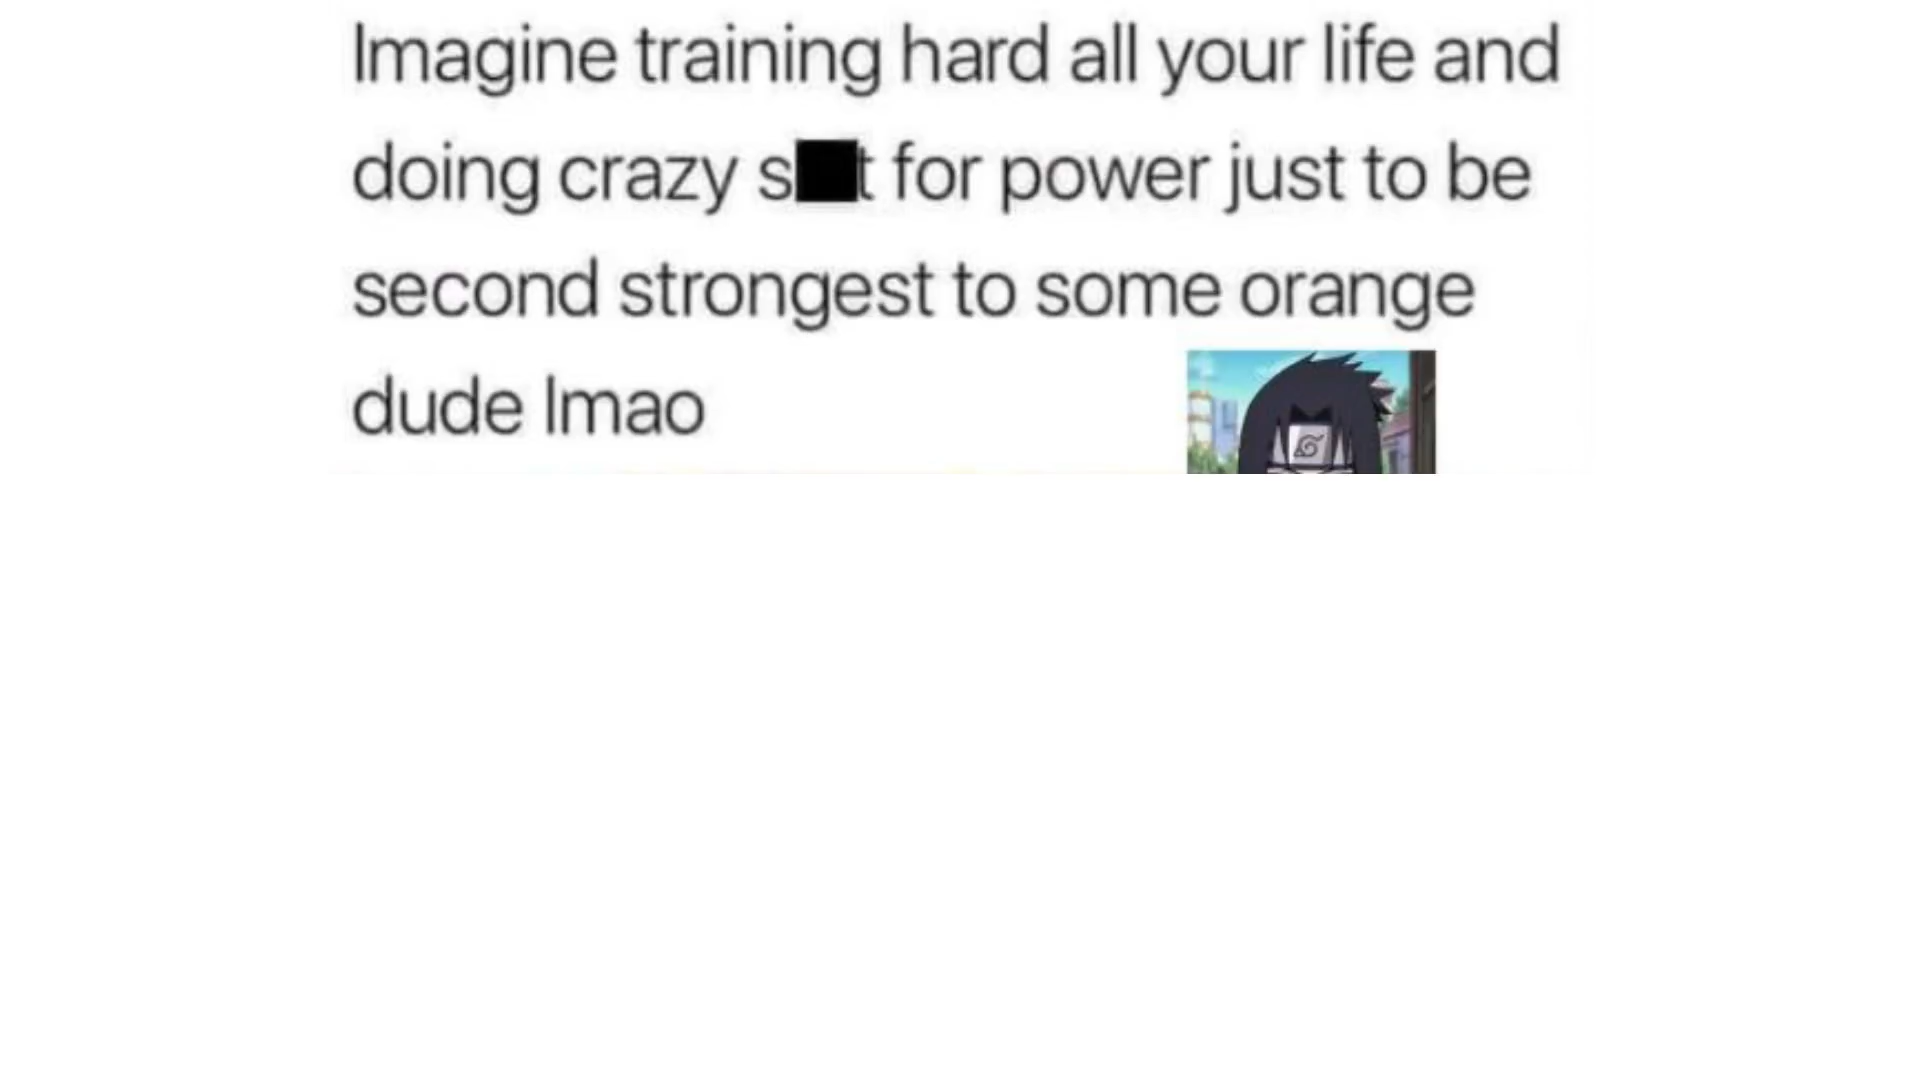 Imagine training hard all your life and
doing crazy s■t for power just to be
second strongest to some orange
dude lmao